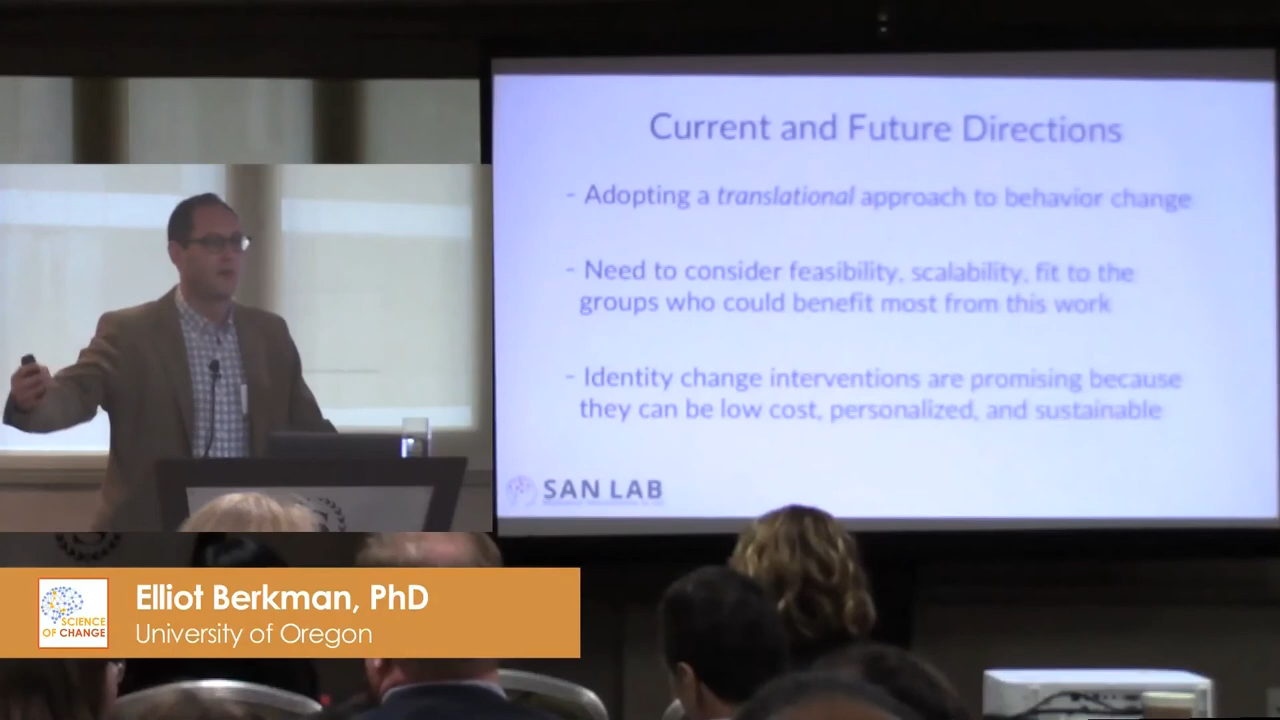 Current and Future Directions
- Adopting a translational approach to behavior change
- Need to consider feasibility, scalability, fit to the
groups who could benefit most from this work
- Identity change interventions are promising because
they can be low cost, personalized, and sustainable
SAN LAB
Elliot Berkman, PhD
University of Oregon
SCIENCE
OF CHANGE